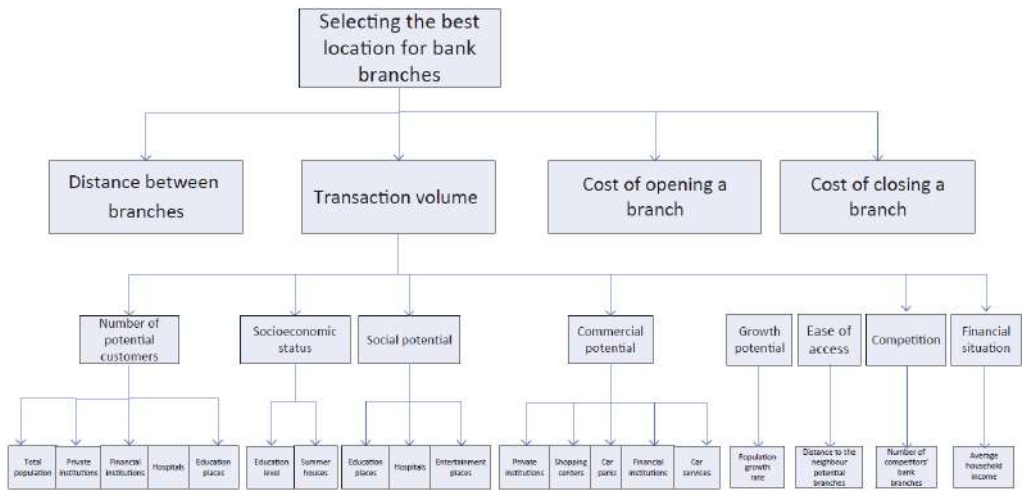 Selecting the best
location for bank
branches
Distance between
branches
Transaction volume
Cost of opening a
branch
Cost of closing a
branch
Number of
potential
customers
Socioeconomic
status
Social potential
Commercial
potential
Growth
potential
Ease of
access
Competition
Financial
situation
Total
population
Private
institutions
Financial
institutions
Hospitals
Education
places
Education
level
Summer
houses
Education
places
Hospitals
Entertainment
places
Private
institutions
Shopping
centers
Car
parks
Financial
institutions
Car
services
Population
growth
rate
Distance to the
neighbour
potential
branches
Number of
competitors'
bank
branches
Average
household
income